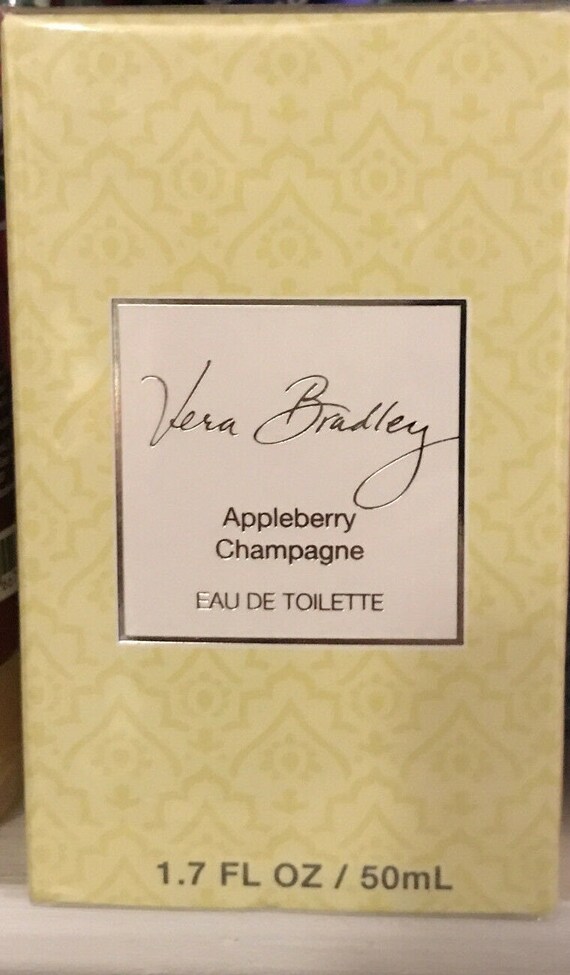 Vera Bradley
Appleberry
Champagne
EAU DE TOILETTE
1.7 FL OZ / 50mL